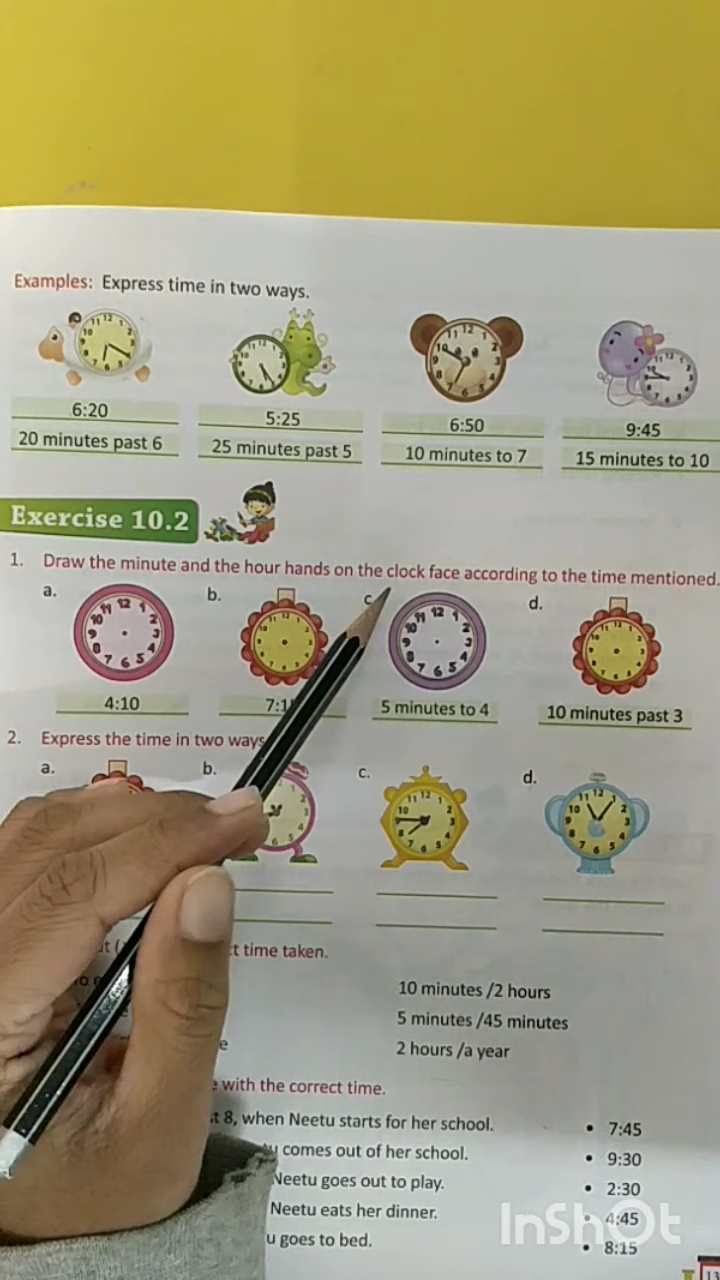 Examples: Express time in two ways.
6:20 5:25 6:50 9:45
20 minutes past 6 25 minutes past 5 10 minutes to 7 15 minutes to 10
Exercise 10.2
1. Draw the minute and the hour hands on the clock face according to the time mentioned.
a. b. c. d.
4:10 5 minutes to 4 10 minutes past 3
2. Express the time in two ways
a. b. c. d.
time taken.
10 minutes /2 hours
5 minutes /45 minutes
2 hours /a year
with the correct time.
8, when Neetu starts for her school. • 7:45
comes out of her school. • 9:30
Neetu goes out to play. • 2:30
Neetu eats her dinner. • 4:45
goes to bed. • 8:15
InShOt